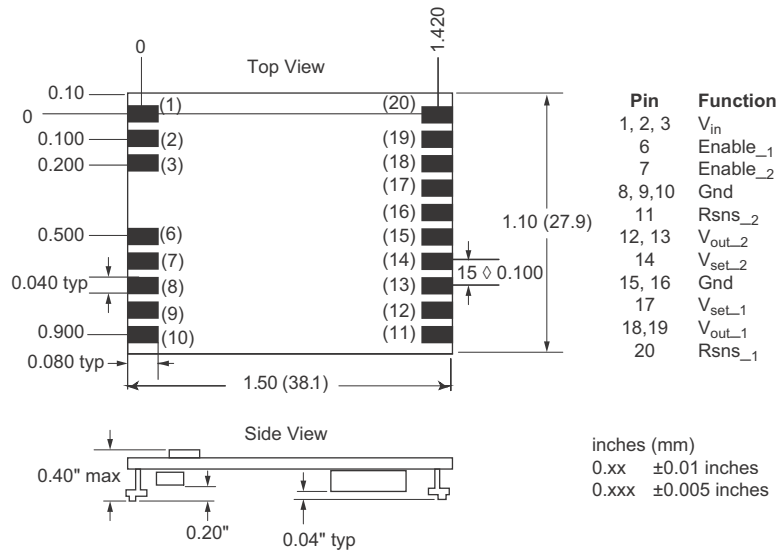 0
1.420
Top View
0.10
0
0.100
0.200
0.500
0.040 typ
0.900
0.080 typ
(1)
(2)
(3)
(6)
(7)
(8)
(9)
(10)
(20)
(19)
(18)
(17)
(16)
(15)
(14)
(13)
(12)
(11)
1.10 (27.9)
15 ◊ 0.100
1.50 (38.1)
Pin Function
1, 2, 3 Vin
6 Enable_1
7 Enable_2
8, 9,10 Gnd
11 Rsns_2
12, 13 Vout_2
14 Vset_2
15, 16 Gnd
17 Vset_1
18,19 Vout_1
20 Rsns_1
Side View
0.40" max
0.20"
0.04" typ
inches (mm)
0.xx ±0.01 inches
0.xxx ±0.005 inches